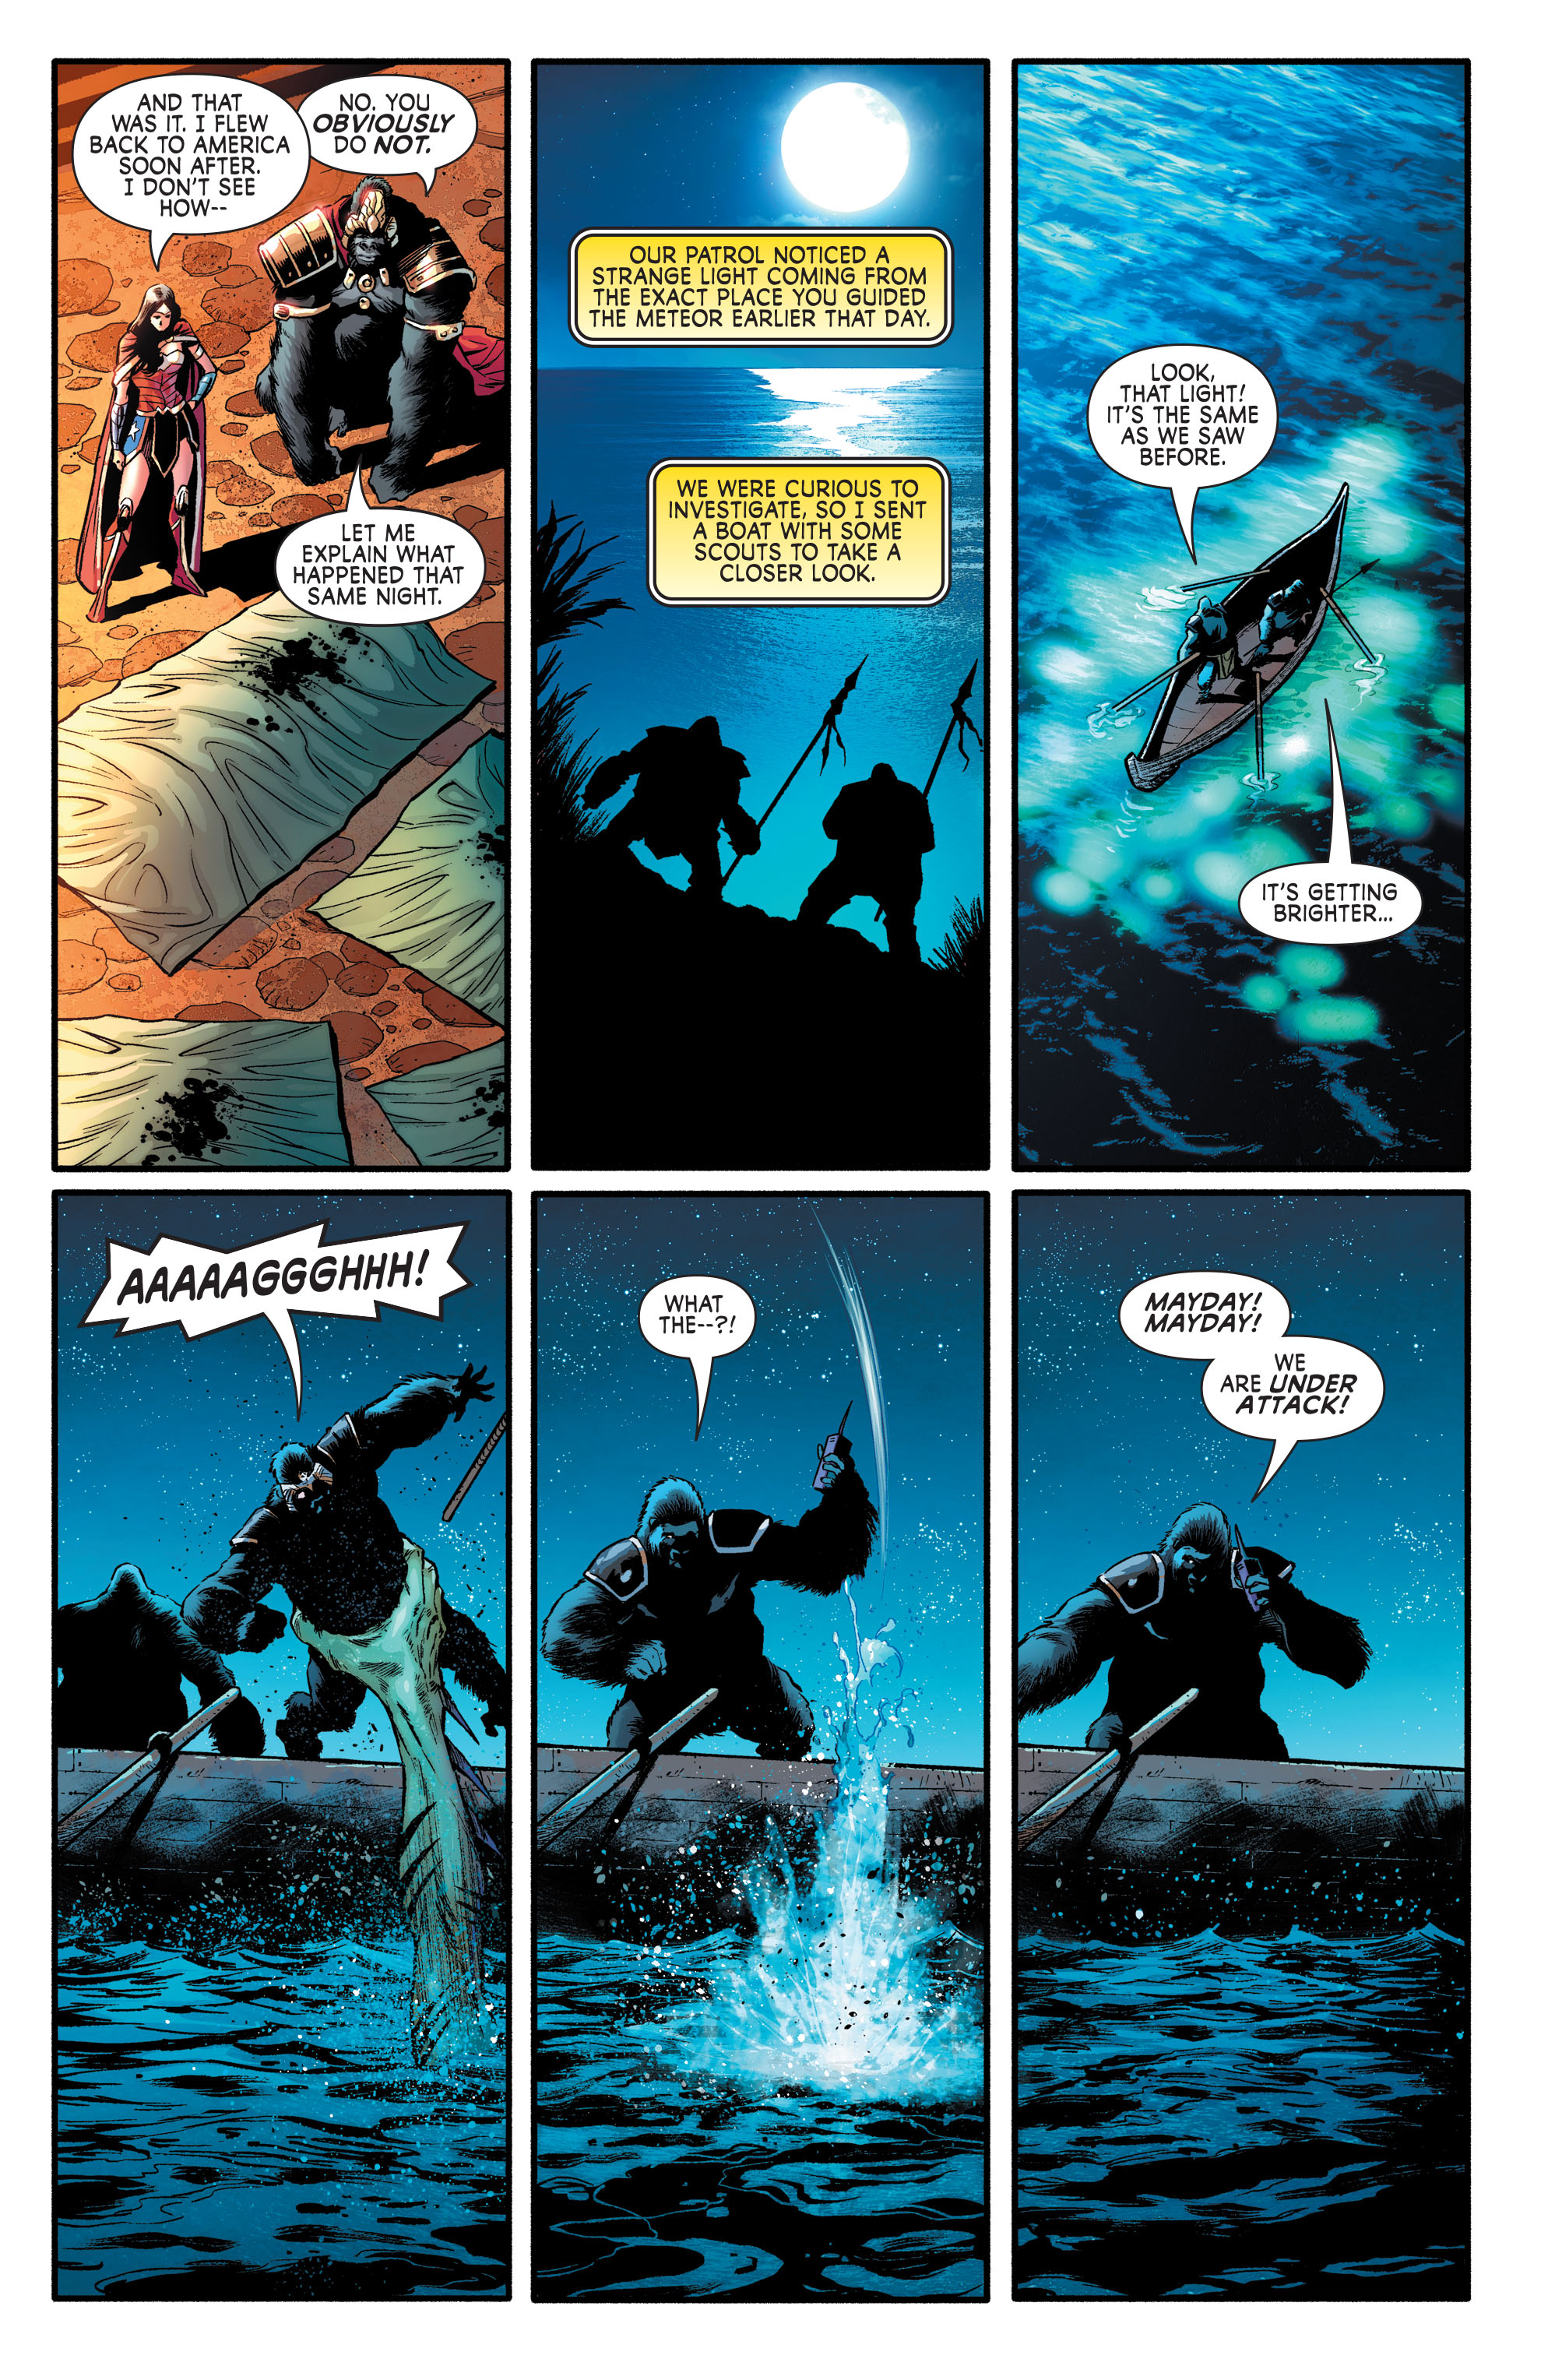 AND THAT
WAS IT. I FLEW
BACK TO AMERICA
SOON AFTER.
I DON'T SEE
HOW--
NO. YOU
OBVIOUSLY
DO NOT.
LET ME
EXPLAIN WHAT
HAPPENED THAT
SAME NIGHT.
OUR PATROL NOTICED A
STRANGE LIGHT COMING FROM
THE EXACT PLACE YOU GUIDED
THE METEOR EARLIER THAT DAY.
WE WERE CURIOUS TO
INVESTIGATE, SO I SENT
A BOAT WITH SOME
SCOUTS TO TAKE A
CLOSER LOOK.
LOOK,
THAT LIGHT!
IT'S THE SAME
AS WE SAW
BEFORE.
IT'S GETTING
BRIGHTER...
AAAAAGGGHHH!
WHAT
THE--?!
MAYDAY!
MAYDAY!
WE
ARE UNDER
ATTACK!